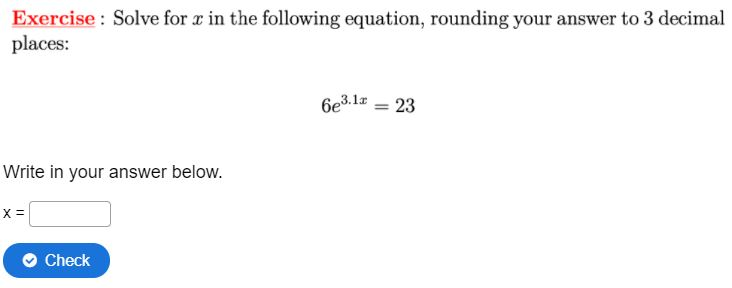 Exercise : Solve for x in the following equation, rounding your answer to 3 decimal
places:
6e^{3.1x} = 23
Write in your answer below.
x =
Check